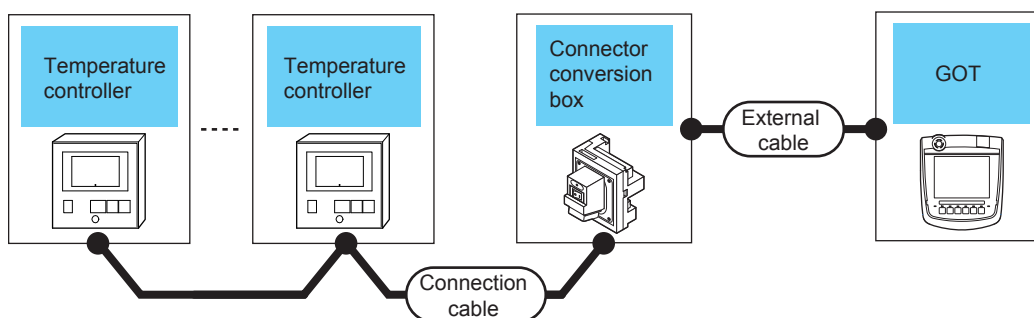 Temperature
controller
Temperature
controller
Connector
conversion
box
GOT
External
cable
Connection
cable